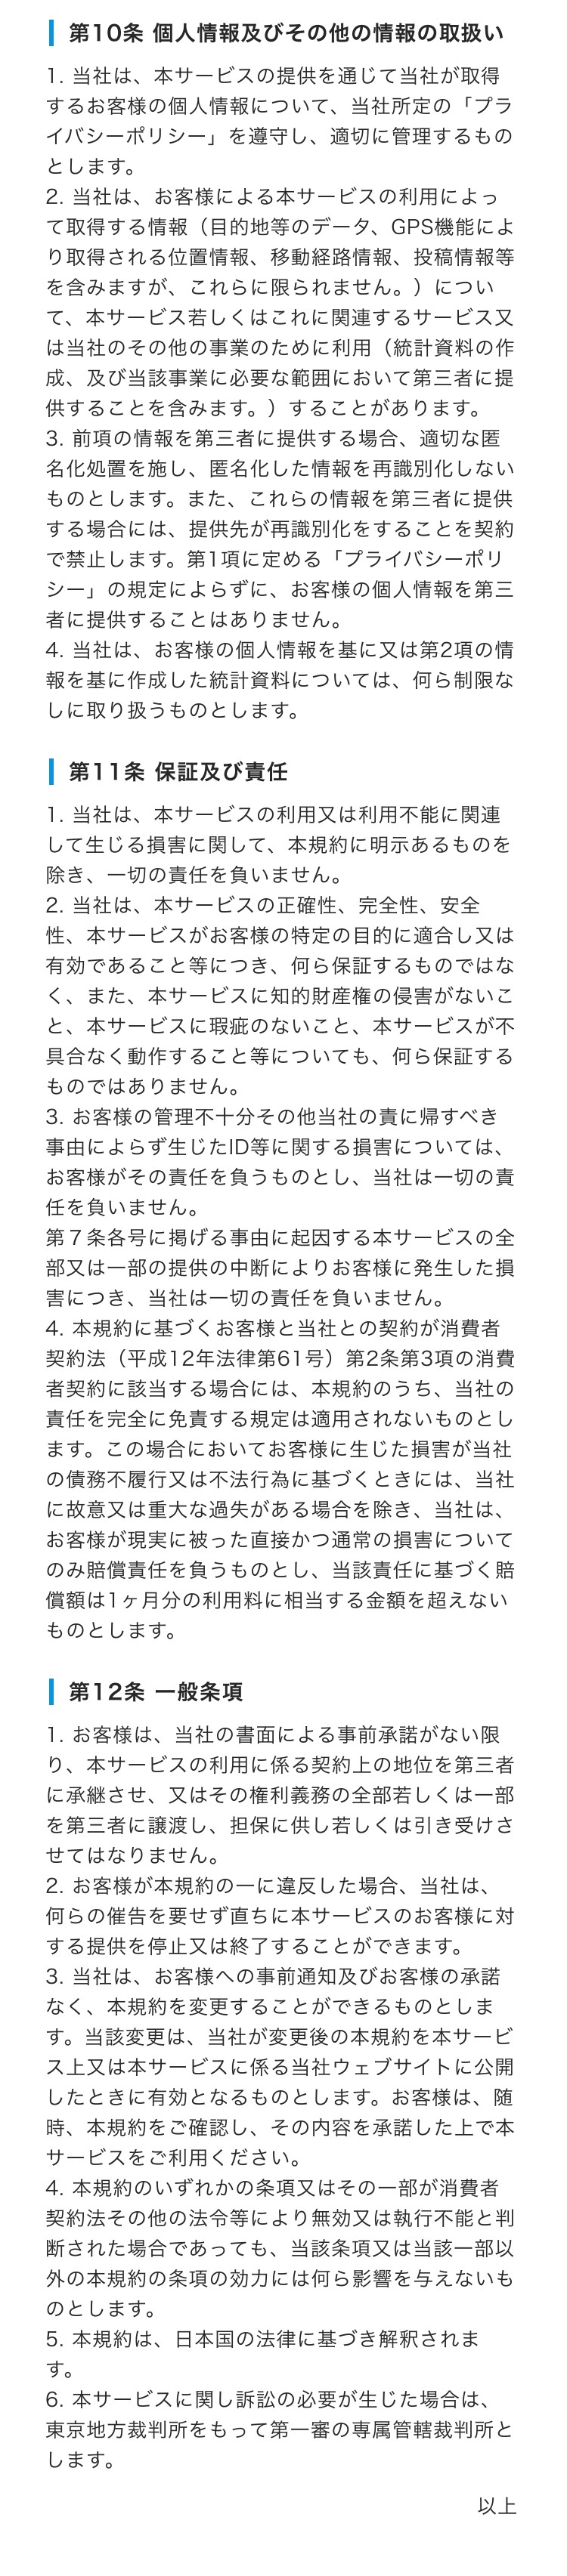 第10条 個人情報及びその他の情報の取扱い
1. 当社は、本サービスの提供を通じて当社が取得
するお客様の個人情報について、当社所定の「プラ
イバシーポリシー」を遵守し、適切に管理するもの
とします。
2. 当社は、お客様による本サービスの利用によっ
て取得する情報（目的地等のデータ、GPS機能によ
り取得される位置情報、移動経路情報、投稿情報等
を含みますが、これらに限られません。）につい
て、本サービス若しくはこれに関連するサービス又
は当社のその他の事業のために利用（統計資料の作
成、及び当該事業に必要な範囲において第三者に提
供することを含みます。）することがあります。
3. 前項の情報を第三者に提供する場合、適切な匿
名化処置を施し、匿名化した情報を再識別化しない
ものとします。また、これらの情報を第三者に提供
する場合には、提供先が再識別化をすることを契約
で禁止します。第1項に定める「プライバシーポリ
シー」の規定によらずに、お客様の個人情報を第三
者に提供することはありません。
4. 当社は、お客様の個人情報を基に又は第2項の情
報を基に作成した統計資料については、何ら制限な
しに取り扱うものとします。
第11条 保証及び責任
1. 当社は、本サービスの利用又は利用不能に関連
して生じる損害に関して、本規約に明示あるものを
除き、一切の責任を負いません。
2. 当社は、本サービスの正確性、完全性、安全
性、本サービスがお客様の特定の目的に適合し又は
有効であること等につき、何ら保証するものではな
く、また、本サービスに知的財産権の侵害がないこ
と、本サービスに瑕疵のないこと、本サービスが不
具合なく動作すること等についても、何ら保証する
ものではありません。
3. お客様の管理不十分その他当社の責に帰すべき
事由によらず生じたID等に関する損害については、
お客様がその責任を負うものとし、当社は一切の責
任を負いません。
第７条各号に掲げる事由に起因する本サービスの全
部又は一部の提供の中断によりお客様に発生した損
害につき、当社は一切の責任を負いません。
4. 本規約に基づくお客様と当社との契約が消費者
契約法（平成12年法律第61号）第2条第3項の消費
者契約に該当する場合には、本規約のうち、当社の
責任を完全に免責する規定は適用されないものとし
ます。この場合においてお客様に生じた損害が当社
の債務不履行又は不法行為に基づくときには、当社
に故意又は重大な過失がある場合を除き、当社は、
お客様が現実に被った直接かつ通常の損害について
のみ賠償責任を負うものとし、当該責任に基づく賠
償額は1ヶ月分の利用料に相当する金額を超えない
ものとします。
第12条 一般条項
1. お客様は、当社の書面による事前承諾がない限
り、本サービスの利用に係る契約上の地位を第三者
に承継させ、又はその権利義務の全部若しくは一部
を第三者に譲渡し、担保に供し若しくは引き受けさ
せてはなりません。
2. お客様が本規約の一に違反した場合、当社は、
何らの催告を要せず直ちに本サービスのお客様に対
する提供を停止又は終了することができます。
3. 当社は、お客様への事前通知及びお客様の承諾
なく、本規約を変更することができるものとしま
す。当該変更は、当社が変更後の本規約を本サービ
ス上又は本サービスに係る当社ウェブサイトに公開
したときに有効となるものとします。お客様は、随
時、本規約をご確認し、その内容を承諾した上で本
サービスをご利用ください。
4. 本規約のいずれかの条項又はその一部が消費者
契約法その他の法令等により無効又は執行不能と判
断された場合であっても、当該条項又は当該一部以
外の本規約の条項の効力には何ら影響を与えないも
のとします。
5. 本規約は、日本国の法律に基づき解釈されま
す。
6. 本サービスに関し訴訟の必要が生じた場合は、
東京地方裁判所をもって第一審の専属管轄裁判所と
します。
以上